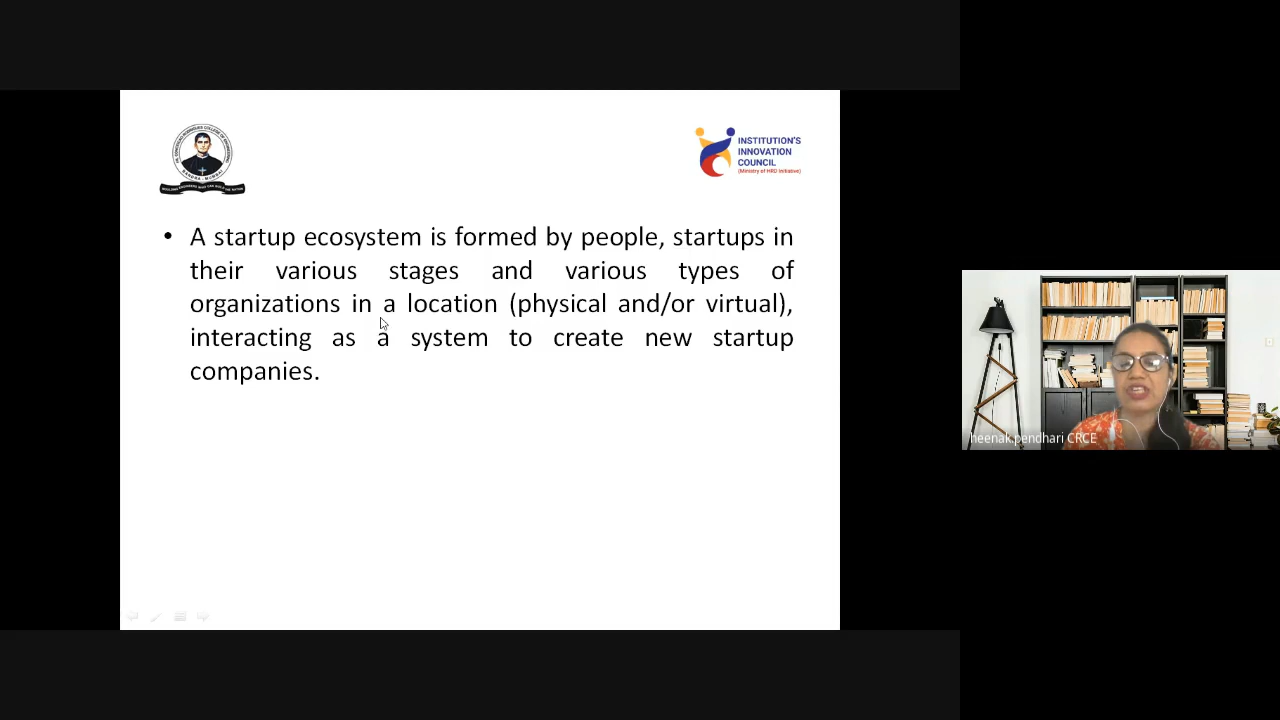 INSTITUTION'S
INNOVATION
COUNCIL
(Ministry of HRD Initiative)
• A startup ecosystem is formed by people, startups in
their various stages and various types of
organizations in a location (physical and/or virtual),
interacting as a system to create new startup
companies.
heenak.pendhari CRCE